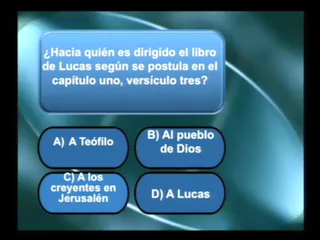 ¿Hacia quién es dirigido el libro
de Lucas según se postula en el
capítulo uno, versículo tres?
A) A Teófilo
B) Al pueblo
de Dios
C) A los
creyentes en
Jerusalén
D) A Lucas